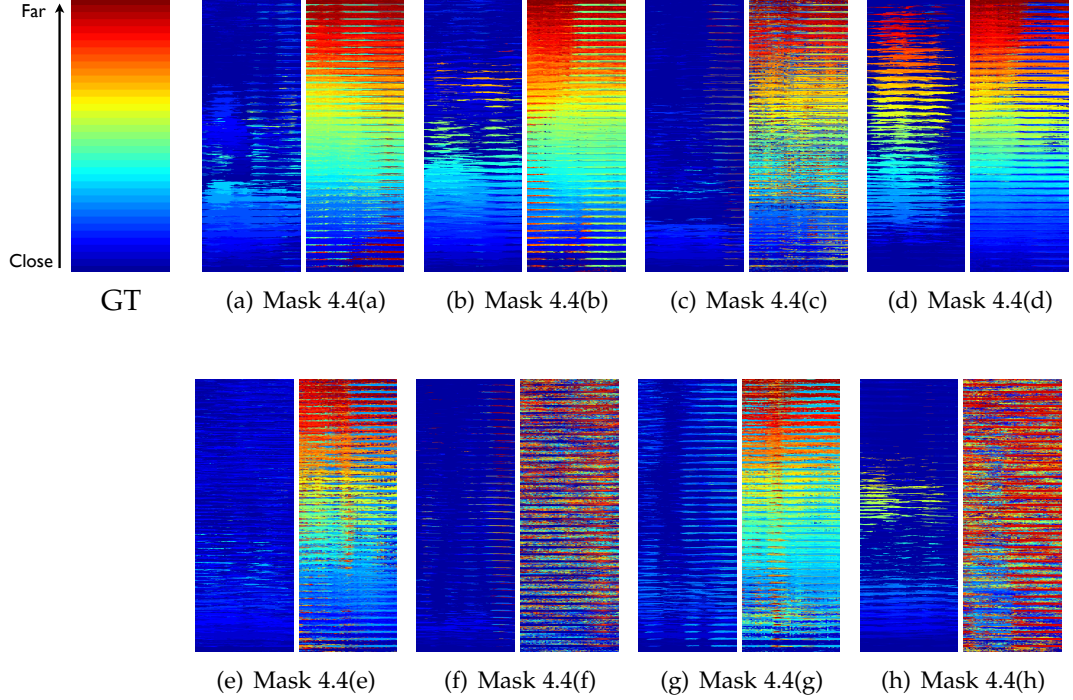 Far
Close
GT
(a) Mask 4.4(a)
(b) Mask 4.4(b)
(c) Mask 4.4(c)
(d) Mask 4.4(d)
(e) Mask 4.4(e)
(f) Mask 4.4(f)
(g) Mask 4.4(g)
(h) Mask 4.4(h)